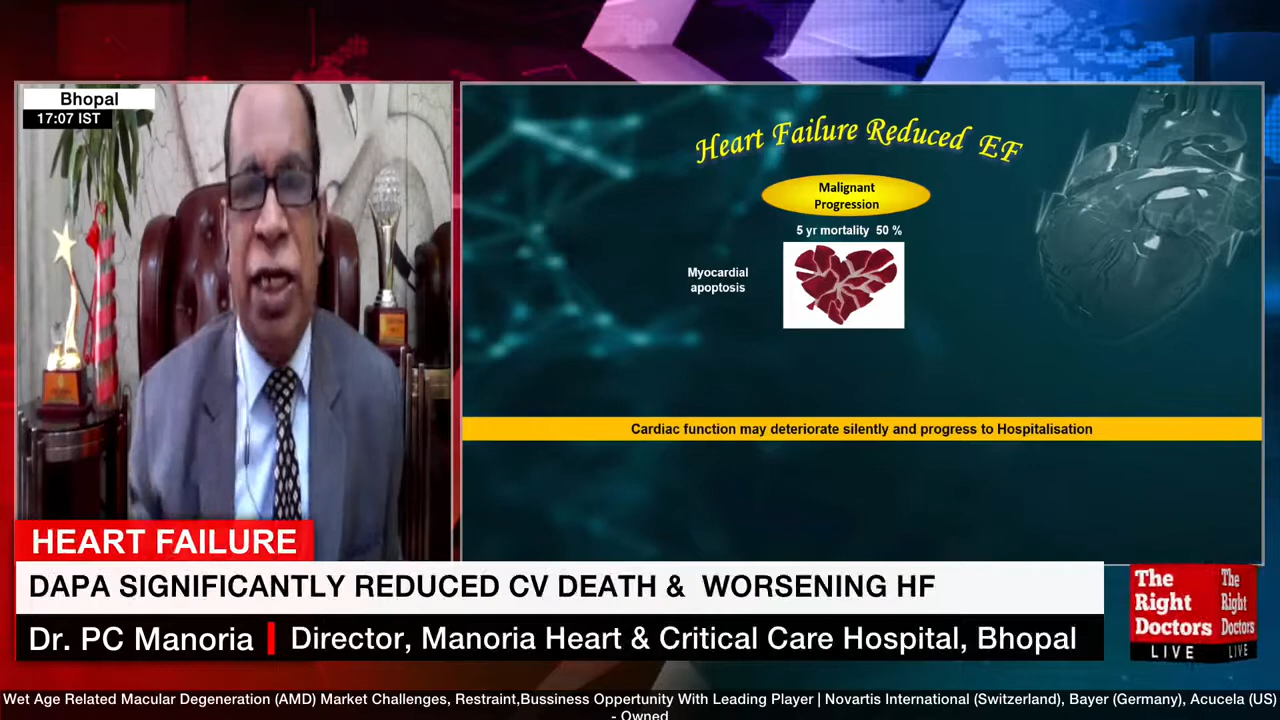 Bhopal
17:07 IST
Heart Failure Reduced EF
Malignant
Progression
5 yr mortality 50 %
Myocardial
apoptosis
Cardiac function may deteriorate silently and progress to Hospitalisation
HEART FAILURE
DAPA SIGNIFICANTLY REDUCED CV DEATH & WORSENING HF
Dr. PC Manoria | Director, Manoria Heart & Critical Care Hospital, Bhopal
The
Right
Doctors
LIVE
The
Right
Doctors
LIVE
Wet Age Related Macular Degeneration (AMD) Market Challenges, Restraint,Bussiness Oppertunity With Leading Player | Novartis International (Switzerland), Bayer (Germany), Acucela (US)
- Owned